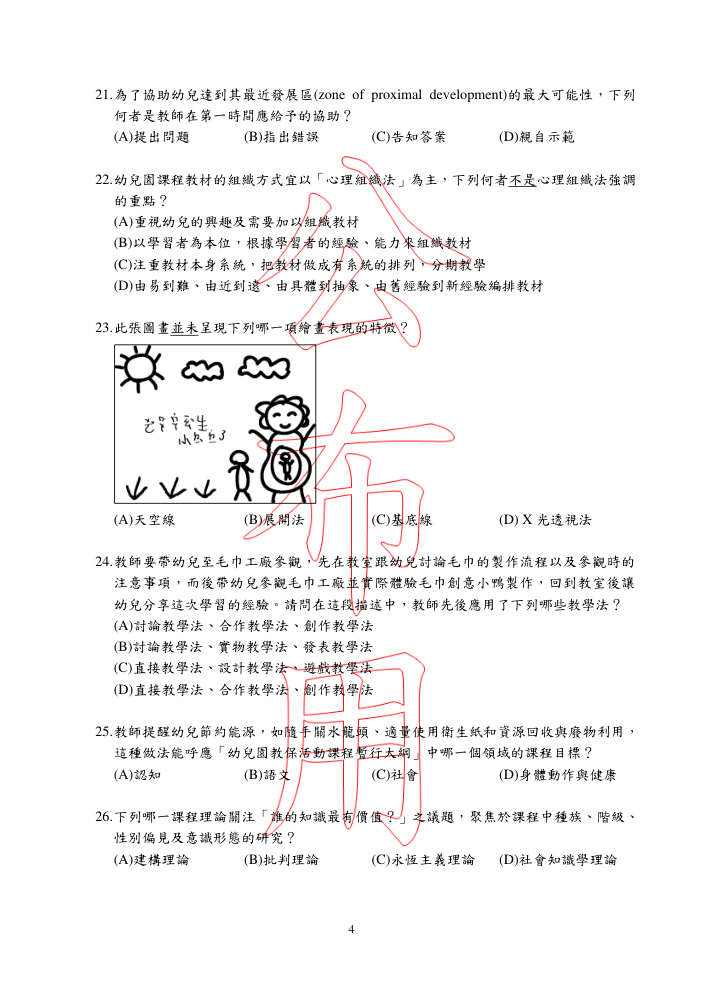 21.為了協助幼兒達到其最近發展區(zone of proximal development)的最大可能性，下列
何者是教師在第一時間應給予的協助？
(A)提出問題 (B)指出錯誤 (C)告知答案 (D)親自示範
22.幼兒園課程教材的組織方式宜以「心理組織法」為主，下列何者不是心理組織法強調
的重點？
(A)重視幼兒的興趣及需要加以組織教材
(B)以學習者為本位，根據學習者的經驗、能力來組織教材
(C)注重教材本身系統，把教材做成有系統的排列，分期教學
(D)由易到難、由近到遠、由具體到抽象、由舊經驗到新經驗編排教材
23.此張圖畫並未呈現下列哪一項繪畫表現的特徵？
(A)天空線 (B)展開法 (C)基底線 (D) X 光透視法
24.教師要帶幼兒至毛巾工廠參觀，先在教室跟幼兒討論毛巾的製作流程以及參觀時的
注意事項，而後帶幼兒參觀毛巾工廠並實際體驗毛巾創意小鴨製作，回到教室後讓
幼兒分享這次學習的經驗。請問在這段描述中，教師先後應用了下列哪些教學法？
(A)討論教學法、合作教學法、創作教學法
(B)討論教學法、實物教學法、發表教學法
(C)直接教學法、設計教學法、遊戲教學法
(D)直接教學法、合作教學法、創作教學法
25.教師提醒幼兒節約能源，如隨手關水龍頭、適量使用衛生紙和資源回收與廢物利用，
這種做法能呼應「幼兒園教保活動課程暫行大綱」中哪一個領域的課程目標？
(A)認知 (B)語文 (C)社會 (D)身體動作與健康
26.下列哪一課程理論關注「誰的知識最有價值？」之議題，聚焦於課程中種族、階級、
性別偏見及意識形態的研究？
(A)建構理論 (B)批判理論 (C)永恆主義理論 (D)社會知識學理論
4
公布用